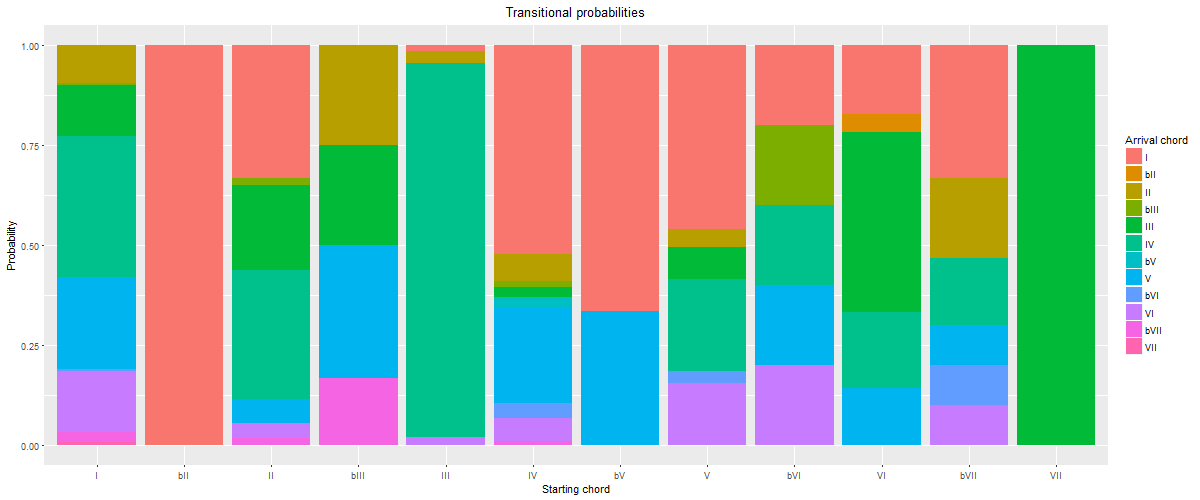 Transitional probabilities
1.00
0.75
0.50
0.25
0.00
Probability
I bII II bIII III IV bV V bVI VI bVII VII
Starting chord
Arrival chord
I
bII
II
bIII
III
IV
bV
V
bVI
VI
bVII
VII